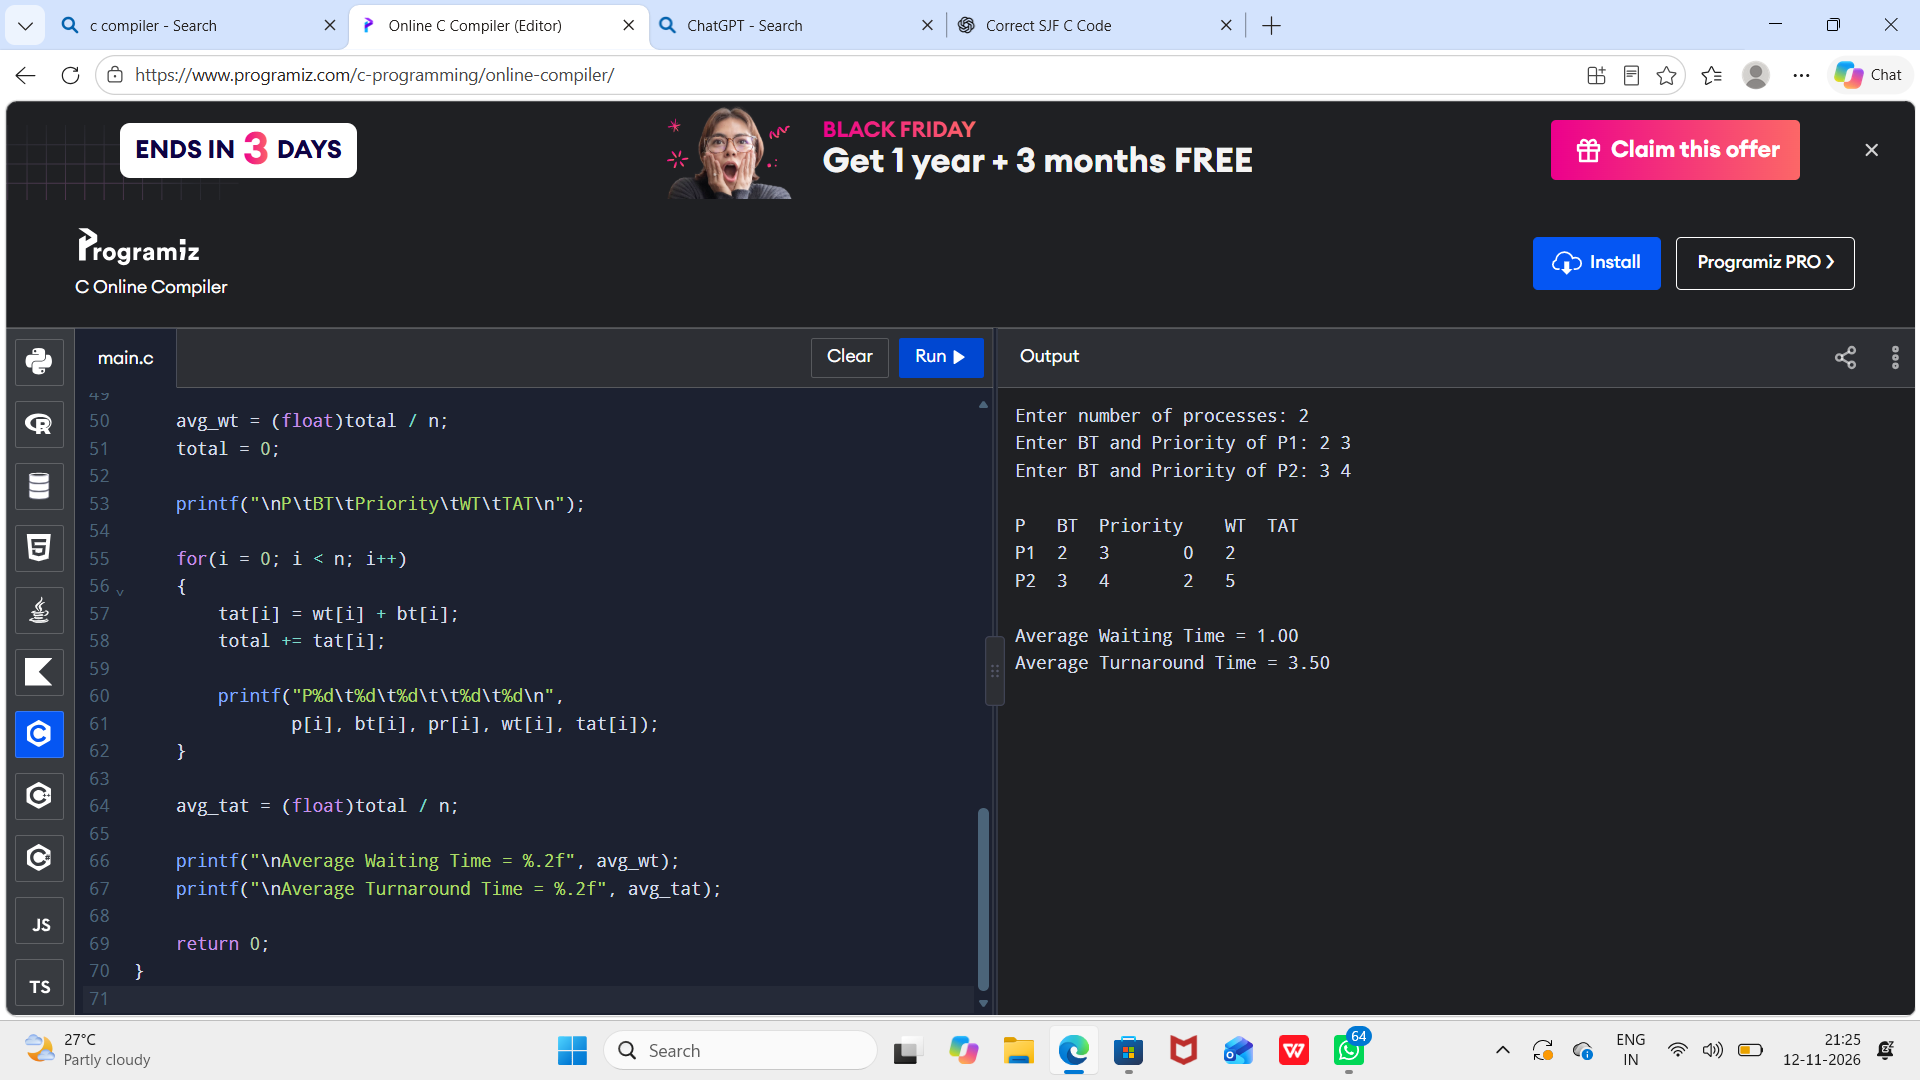 c compiler - Search
Online C Compiler (Editor)
ChatGPT - Search
Correct SJF C Code
https://www.programiz.com/c-programming/online-compiler/
Chat
ENDS IN 3 DAYS
BLACK FRIDAY
Get 1 year + 3 months FREE
Claim this offer
Programiz
C Online Compiler
Install
Programiz PRO
main.c
Clear
Run
Output
49
50 avg_wt = (float)total / n;
51 total = 0;
52
53 printf("\nP\tBT\tPriority\tWT\tTAT\n");
54
55 for(i = 0; i < n; i++)
56 {
57 tat[i] = wt[i] + bt[i];
58 total += tat[i];
59
60 printf("P%d\t%d\t%d\t\t%d\t%d\n",
61 p[i], bt[i], pr[i], wt[i], tat[i]);
62 }
63
64 avg_tat = (float)total / n;
65
66 printf("\nAverage Waiting Time = %.2f", avg_wt);
67 printf("\nAverage Turnaround Time = %.2f", avg_tat);
68
69 return 0;
70 }
71
Enter number of processes: 2
Enter BT and Priority of P1: 2 3
Enter BT and Priority of P2: 3 4
P BT Priority WT TAT
P1 2 3 0 2
P2 3 4 2 5
Average Waiting Time = 1.00
Average Turnaround Time = 3.50
JS
TS
27°C
Partly cloudy
Search
64
ENG
IN
21:25
12-11-2026